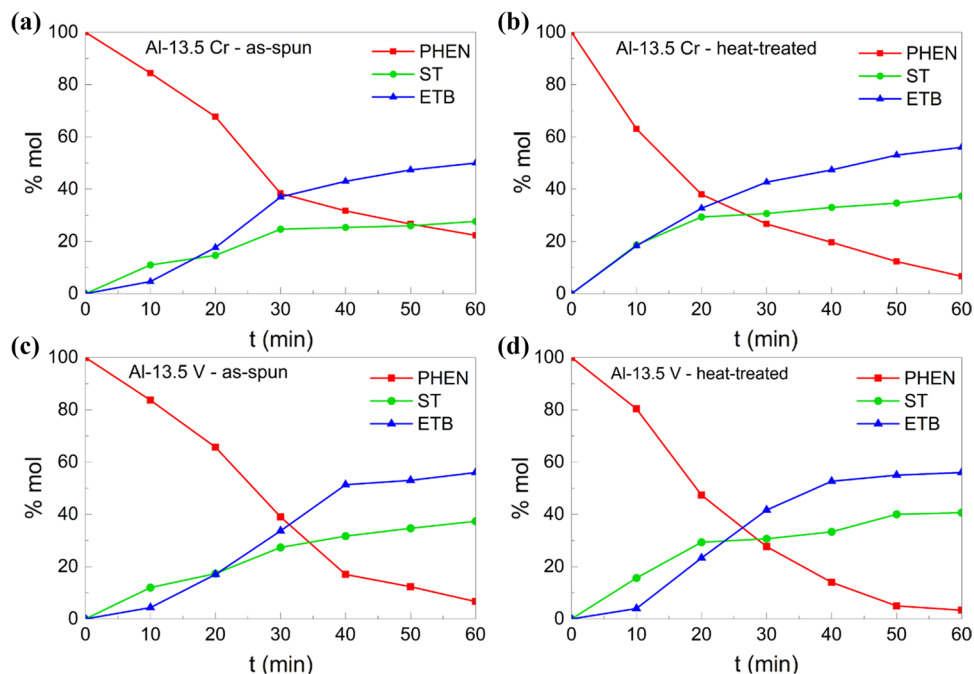 (a)
Al-13.5 Cr - as-spun
PHEN
ST
ETB
100
80
60
40
20
0
% mol
0 10 20 30 40 50 60
t (min)
(b)
Al-13.5 Cr - heat-treated
PHEN
ST
ETB
100
80
60
40
20
0
% mol
0 10 20 30 40 50 60
t (min)
(c)
Al-13.5 V - as-spun
PHEN
ST
ETB
100
80
60
40
20
0
% mol
0 10 20 30 40 50 60
t (min)
(d)
Al-13.5 V - heat-treated
PHEN
ST
ETB
100
80
60
40
20
0
% mol
0 10 20 30 40 50 60
t (min)